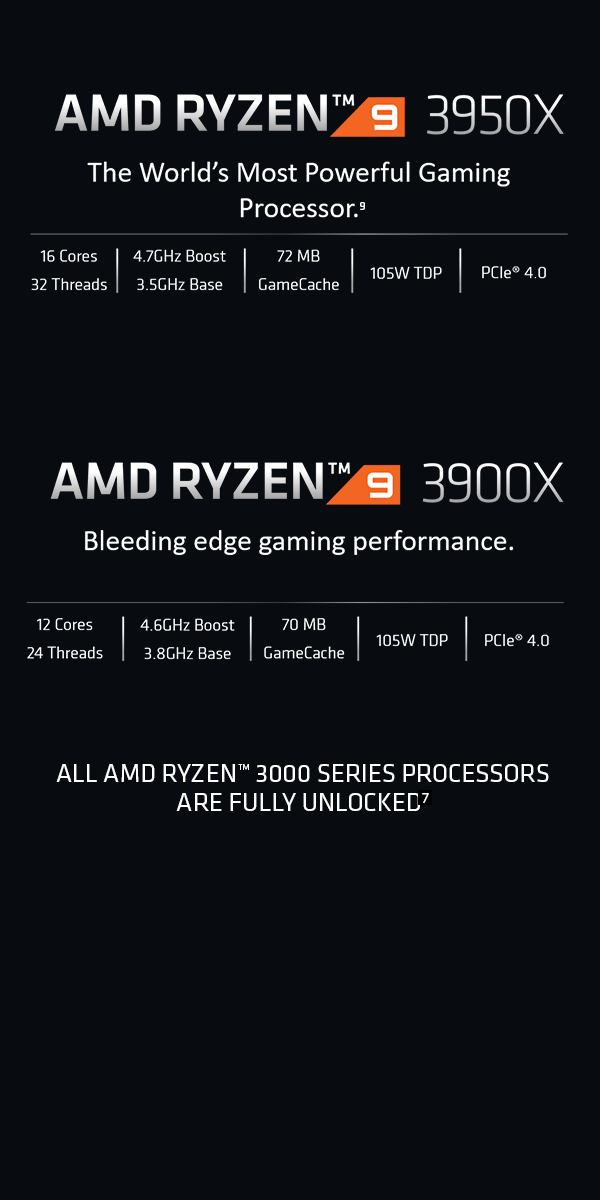 AMD RYZEN™ 9 3950X
The World’s Most Powerful Gaming
Processor.⁹
16 Cores 4.7GHz Boost 72 MB
32 Threads 3.5GHz Base GameCache 105W TDP PCIe® 4.0
AMD RYZEN™ 9 3900X
Bleeding edge gaming performance.
12 Cores 4.6GHz Boost 70 MB
24 Threads 3.8GHz Base GameCache 105W TDP PCIe® 4.0
ALL AMD RYZEN™ 3000 SERIES PROCESSORS
ARE FULLY UNLOCKED⁷